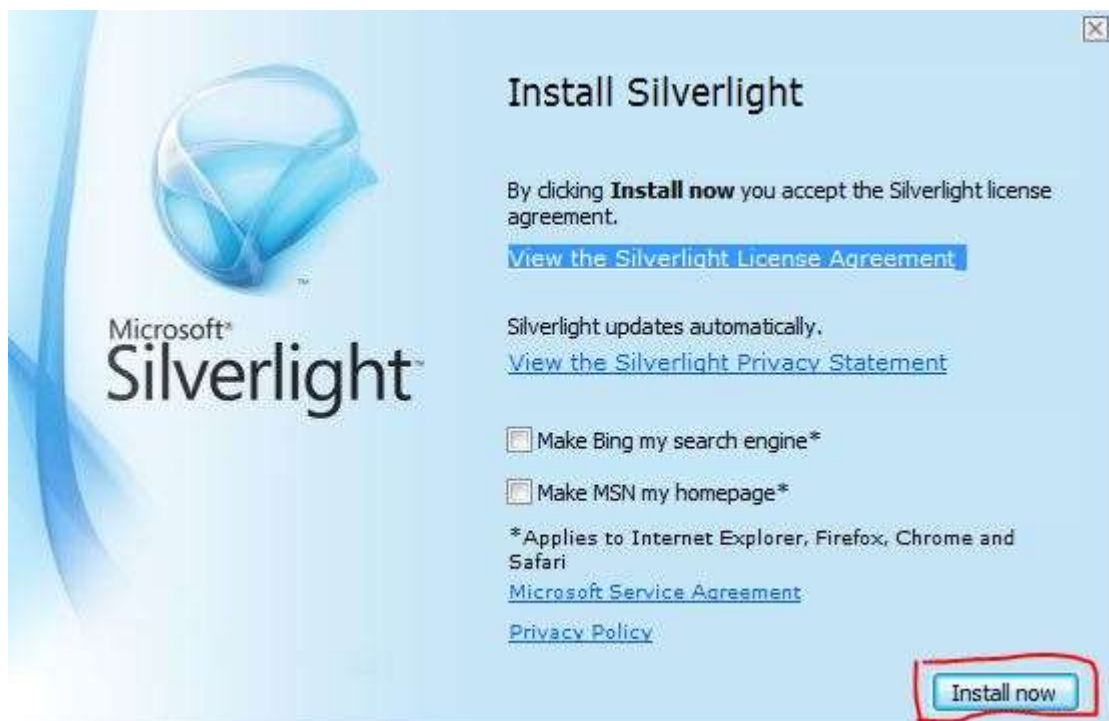 Install Silverlight
By clicking Install now you accept the Silverlight license
agreement.
View the Silverlight License Agreement
Microsoft®
Silverlight™
Silverlight updates automatically.
View the Silverlight Privacy Statement
Make Bing my search engine*
Make MSN my homepage*
*Applies to Internet Explorer, Firefox, Chrome and
Safari
Microsoft Service Agreement
Privacy Policy
Install now